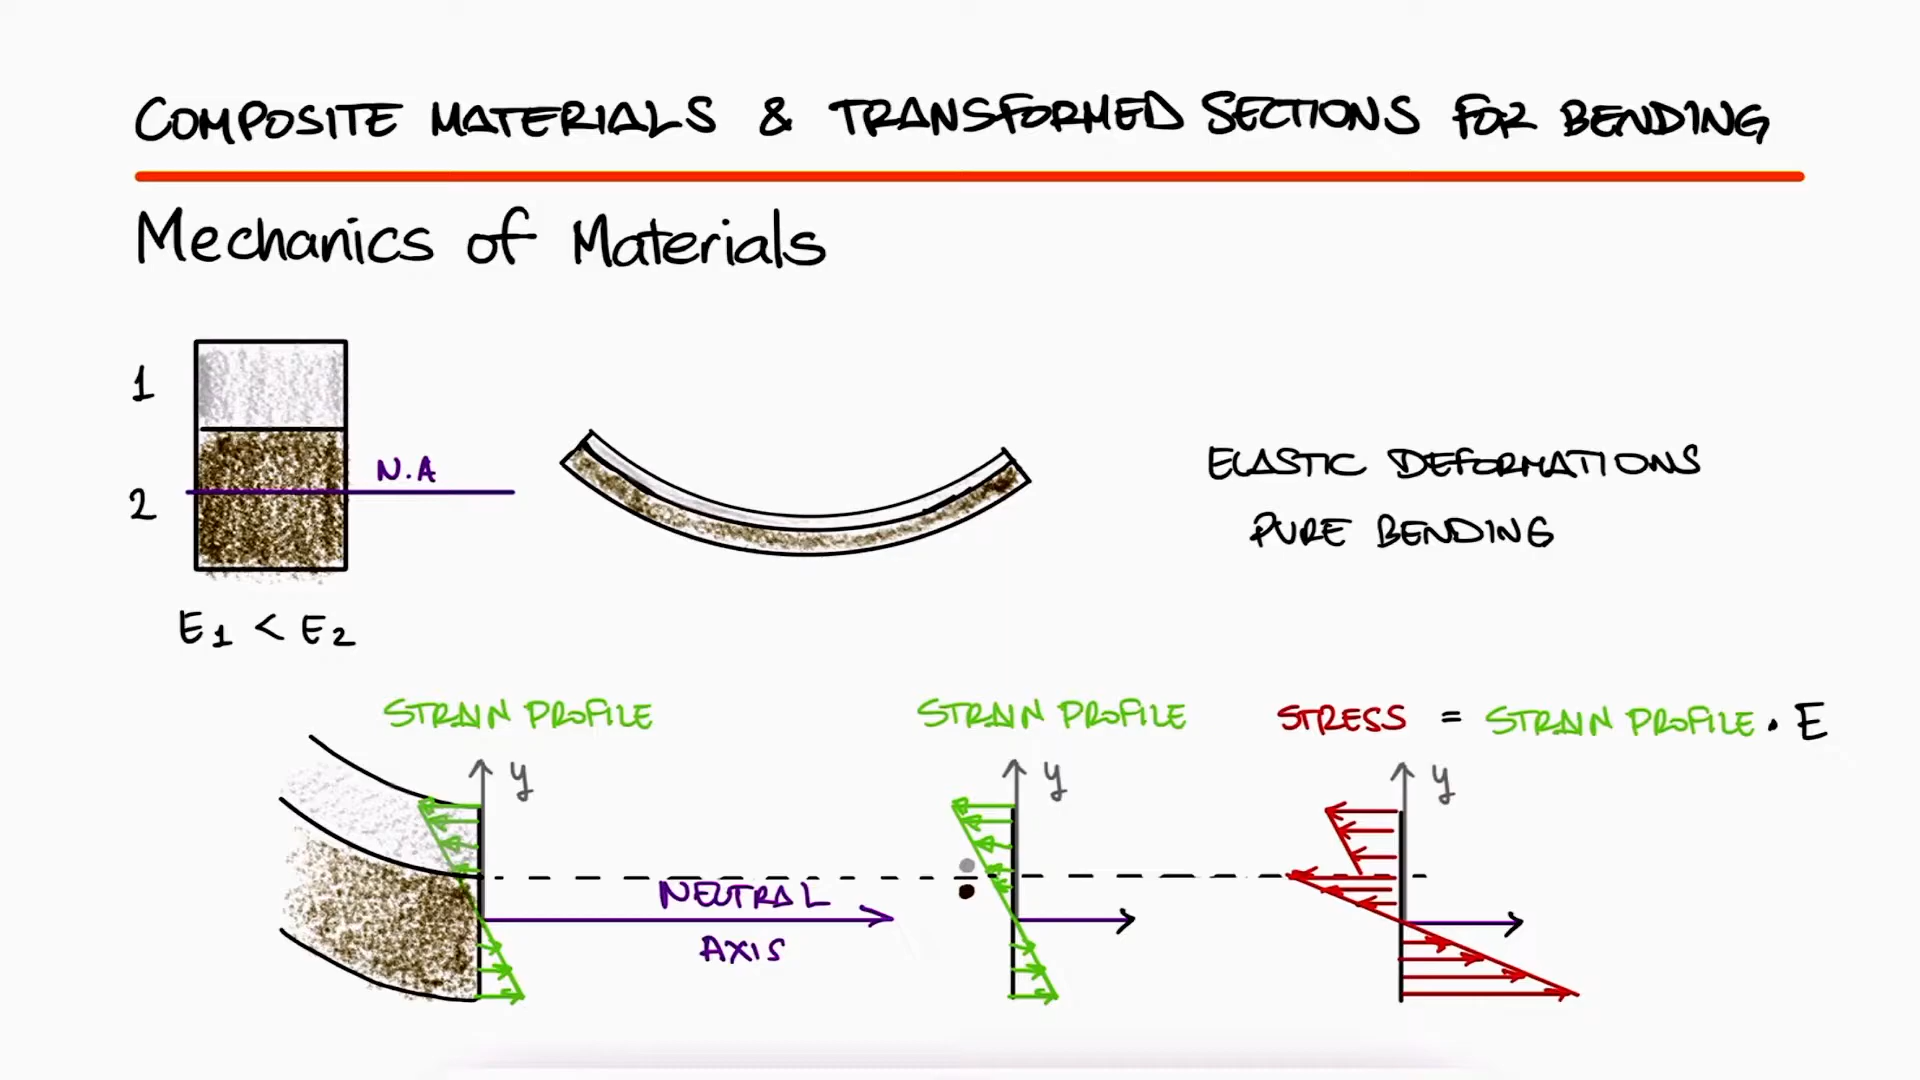 COMPOSITE MATERIALS & TRANSFORMED SECTIONS FOR BENDING
Mechanics of Materials
1
N.A
2
E1 < E2
ELASTIC DEFORMATIONS
PURE BENDING
STRAIN PROFILE
STRAIN PROFILE
STRESS = STRAIN PROFILE • E
y
y
y
NEUTRAL
AXIS